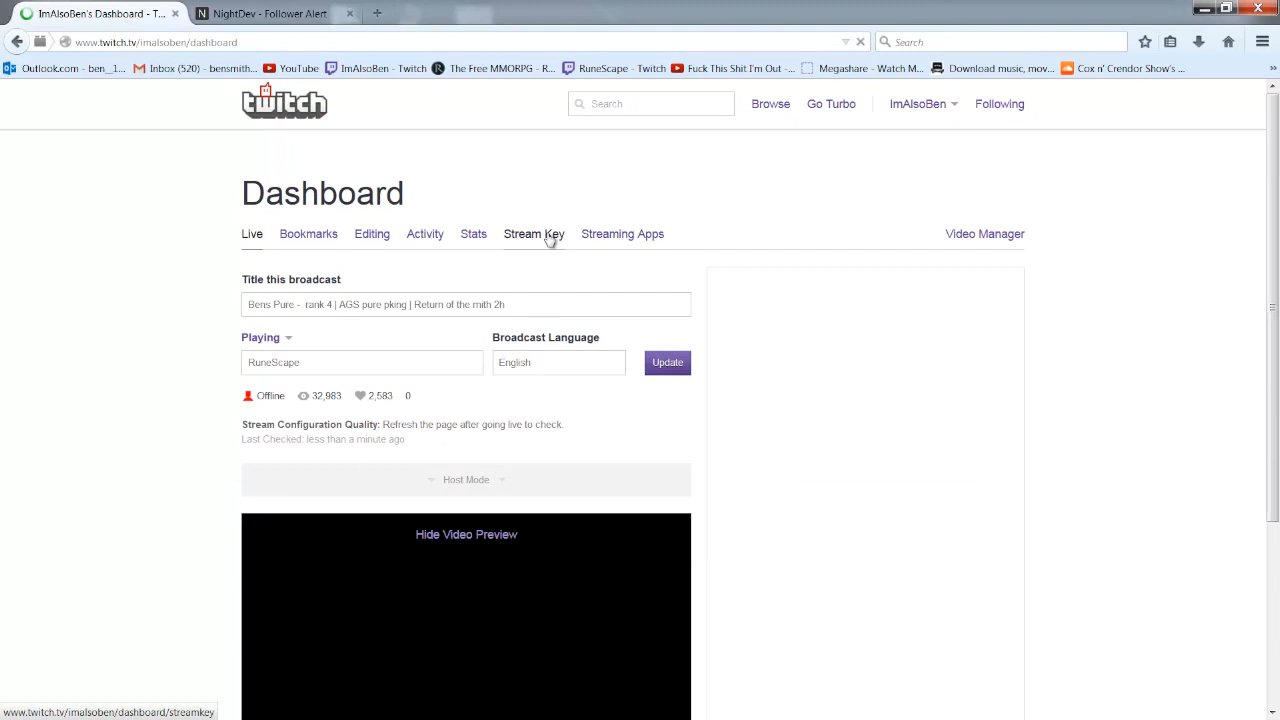 ImAlsoBen's Dashboard - T...
NightDev - Follower Alert
www.twitch.tv/imalsoben/dashboard
Search
Outlook.com - ben__1...
Inbox (520) - bensmith...
YouTube
ImAlsoBen - Twitch
The Free MMORPG - R...
RuneScape - Twitch
Fuck This Shit I'm Out -...
Megashare - Watch M...
Download music, mov...
Cox n' Crendor Show's...
twitch
Search
Browse
Go Turbo
ImAlsoBen
Following
Dashboard
Live
Bookmarks
Editing
Activity
Stats
Stream Key
Streaming Apps
Video Manager
Title this broadcast
Bens Pure - rank 4 | AGS pure pking | Return of the mith 2h
Playing
Broadcast Language
RuneScape
English
Update
Offline
32,983
2,583
0
Stream Configuration Quality: Refresh the page after going live to check.
Last Checked: less than a minute ago
Host Mode
Hide Video Preview
www.twitch.tv/imalsoben/dashboard/streamkey